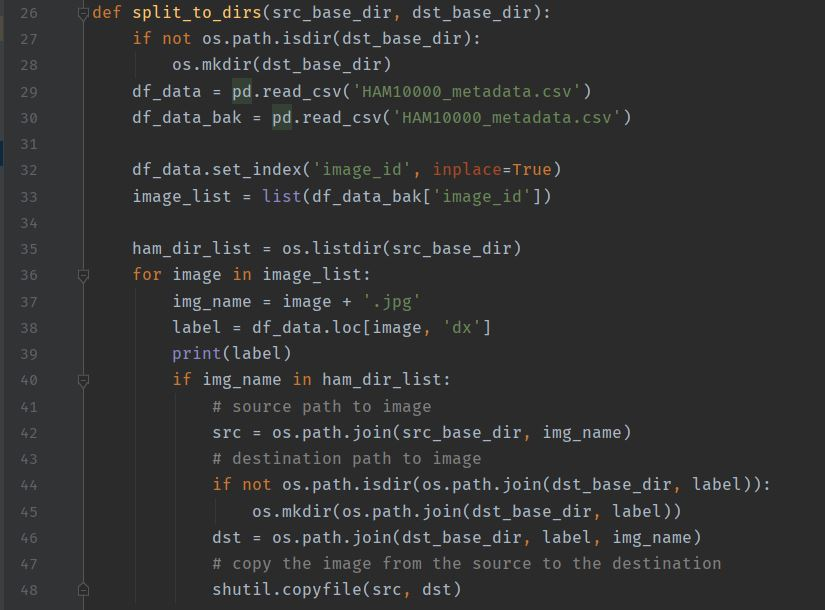 26 def split_to_dirs(src_base_dir, dst_base_dir):
27     if not os.path.isdir(dst_base_dir):
28         os.mkdir(dst_base_dir)
29     df_data = pd.read_csv('HAM10000_metadata.csv')
30     df_data_bak = pd.read_csv('HAM10000_metadata.csv')
31
32     df_data.set_index('image_id', inplace=True)
33     image_list = list(df_data_bak['image_id'])
34
35     ham_dir_list = os.listdir(src_base_dir)
36     for image in image_list:
37         img_name = image + '.jpg'
38         label = df_data.loc[image, 'dx']
39         print(label)
40         if img_name in ham_dir_list:
41             # source path to image
42             src = os.path.join(src_base_dir, img_name)
43             # destination path to image
44             if not os.path.isdir(os.path.join(dst_base_dir, label)):
45                 os.mkdir(os.path.join(dst_base_dir, label))
46             dst = os.path.join(dst_base_dir, label, img_name)
47             # copy the image from the source to the destination
48             shutil.copyfile(src, dst)